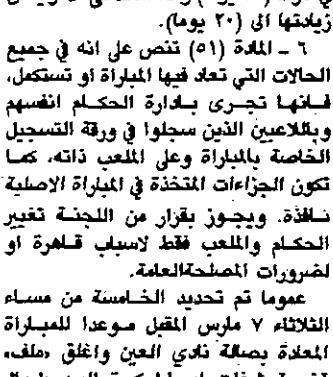 زيادتها الى (٢٠ يوما).
٦ ـ المادة (٥١) تنص على انه في جميع
الحالات التي تعاد فيها المباراة او تستكمل،
فانها تجرى بادارة الحكام انفسهم
وباللاعبين الذين سجلوا في ورقة التسجيل
الخاصة بالمباراة وعلى الملعب ذاته، كما
تكون الجزاءات المتخذة في المباراة الاصلية
نافذة. ويجوز بقرار من اللجنة تغيير
الحكام والملعب فقط لاسباب قاهرة او
لضرورات المصلحة العامة.
عموما تم تحديد الخامسة من مساء
الثلاثاء ٧ مارس المقبل موعدا للمباراة
المعادة بصالة نادي العين واغلق «ملف»